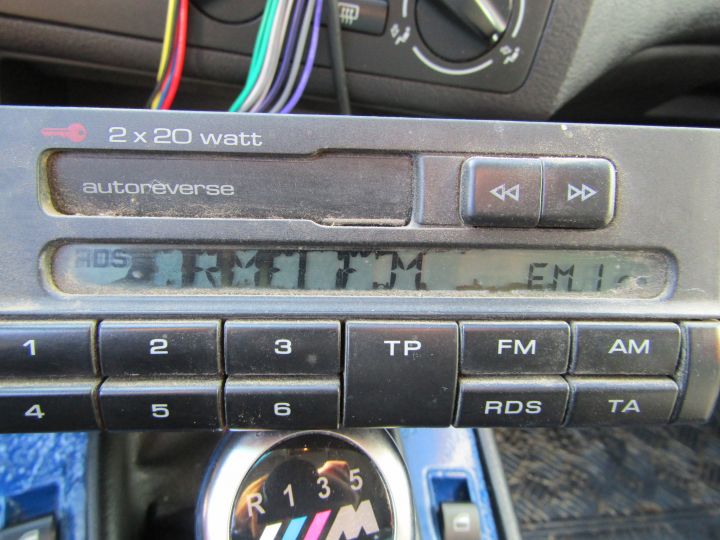 2 x 20 watt
autoreverse
RDS
1 2 3 TP FM AM
4 5 6 RDS TA
R 1 3 5
M